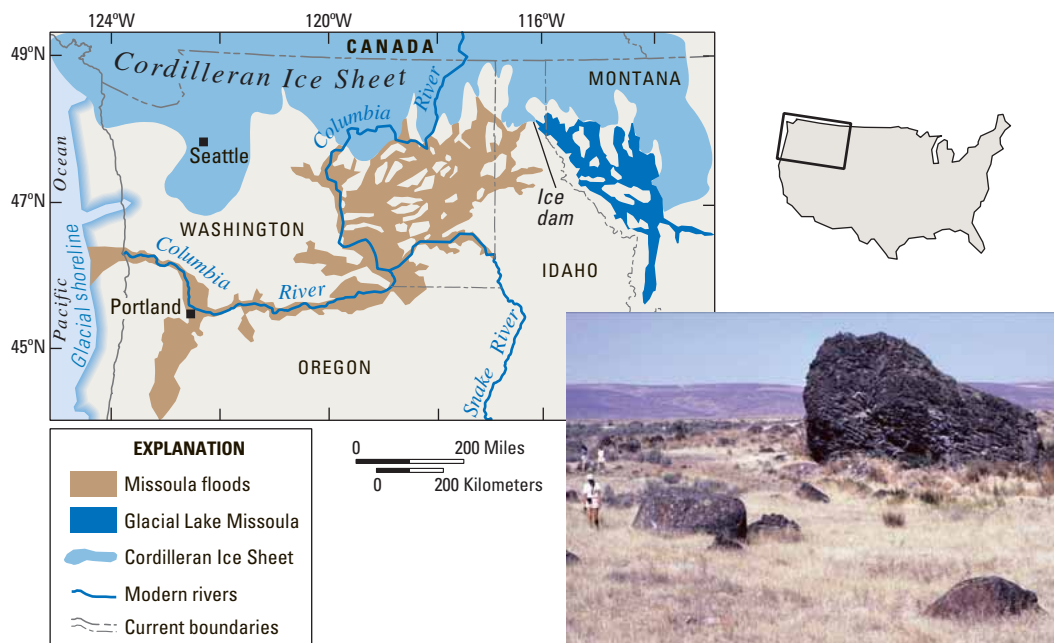 124°W
120°W
116°W
49°N
47°N
45°N
CANADA
Cordilleran Ice Sheet
MONTANA
Columbia
River
Seattle
Ice
dam
WASHINGTON
IDAHO
Columbia
River
Portland
OREGON
Snake River
Pacific Ocean
Glacial shoreline
EXPLANATION
Missoula floods
Glacial Lake Missoula
Cordilleran Ice Sheet
Modern rivers
Current boundaries
0 200 Miles
0 200 Kilometers